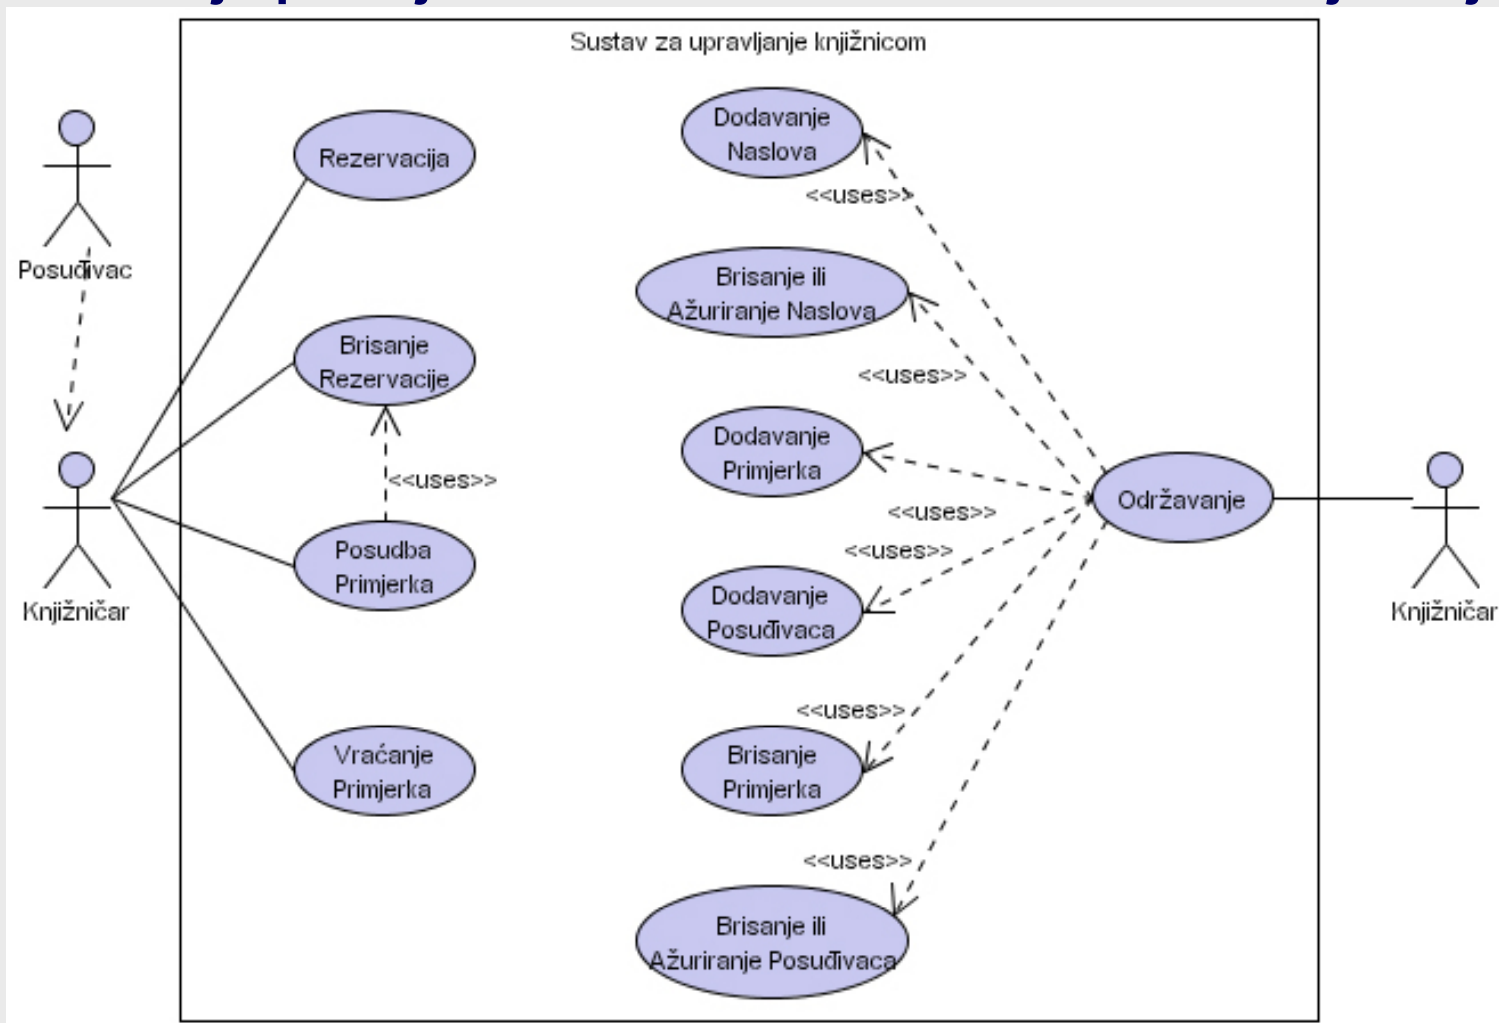 Sustav za upravljanje knjižnicom
Posuđivac
Knjižničar
Rezervacija
Brisanje
Rezervacije
<<uses>>
Posudba
Primjerka
Vraćanje
Primjerka
Dodavanje
Naslova
<<uses>>
Brisanje ili
Ažuriranje Naslova
<<uses>>
Dodavanje
Primjerka
<<uses>>
<<uses>>
Dodavanje
Posuđivaca
<<uses>>
Brisanje
Primjerka
<<uses>>
Brisanje ili
Ažuriranje Posuđivaca
Održavanje
Knjižničar